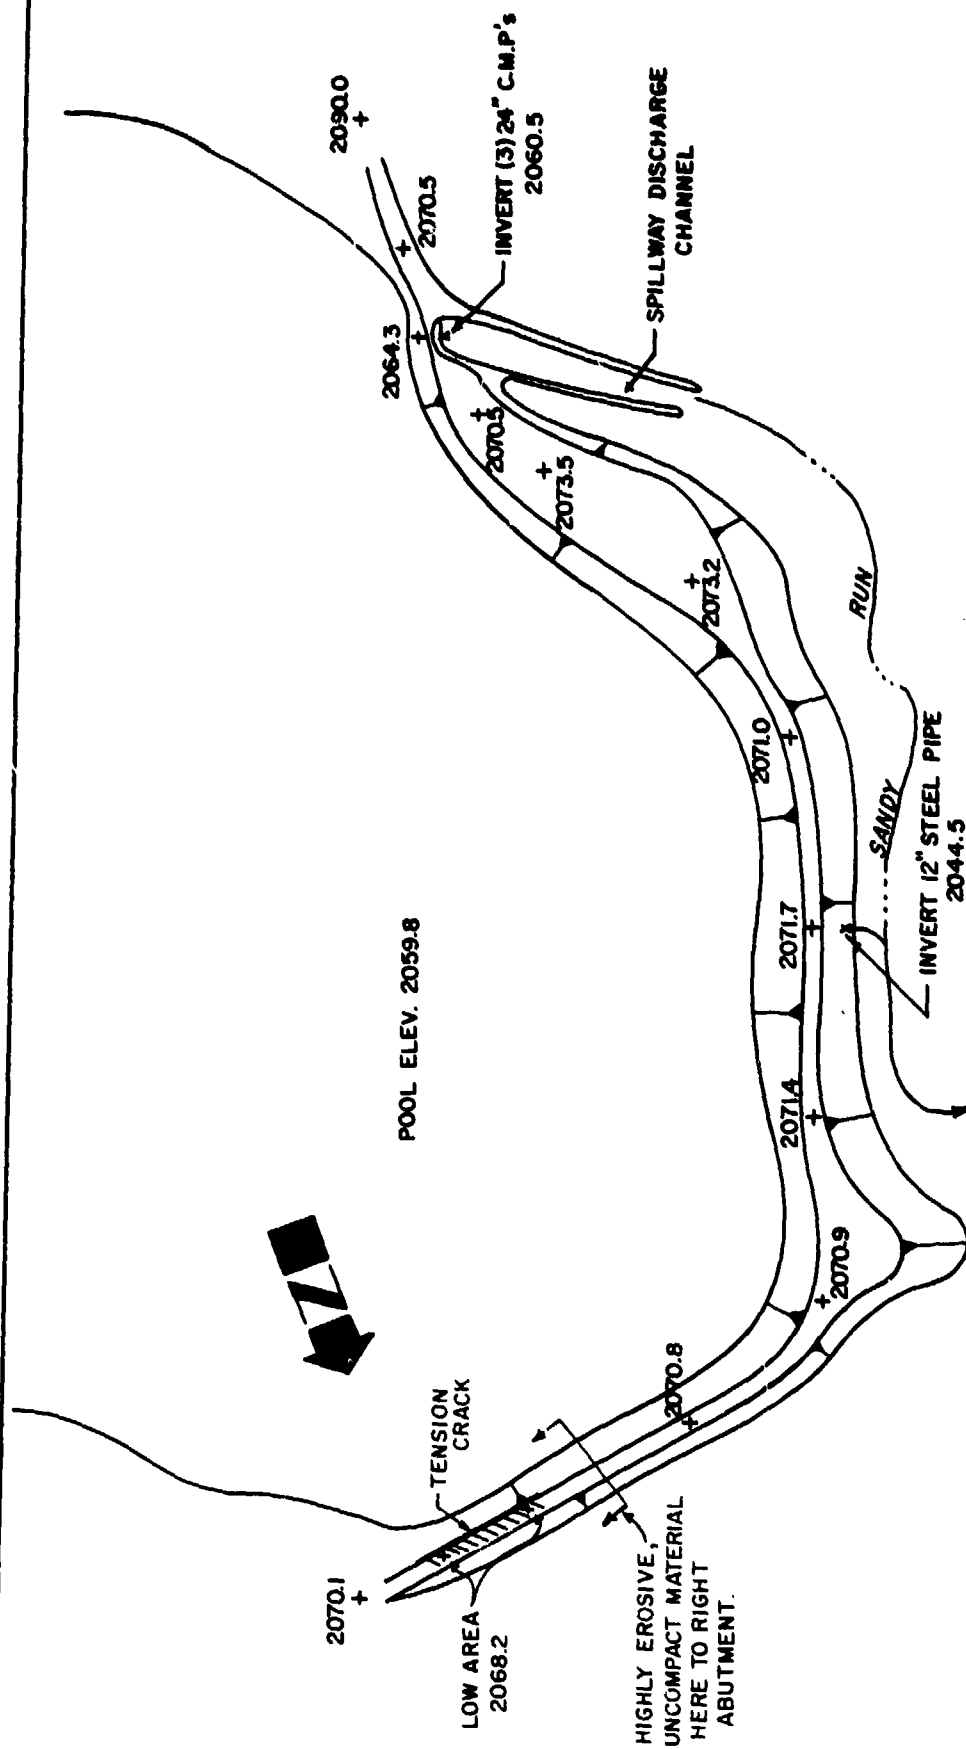 2090.0
2070.5
INVERT (3) 24" C.M.P's
2060.5
2064.3
SPILLWAY DISCHARGE
CHANNEL
2070.5
2073.5
2073.2
RUN
2071.0
SANDY
INVERT 12" STEEL PIPE
2044.5
2071.7
POOL ELEV. 2059.8
2071.4
N
2070.9
2070.8
TENSION
CRACK
2070.1
LOW AREA
2068.2
HIGHLY EROSIVE,
UNCOMPACT MATERIAL
HERE TO RIGHT
ABUTMENT.